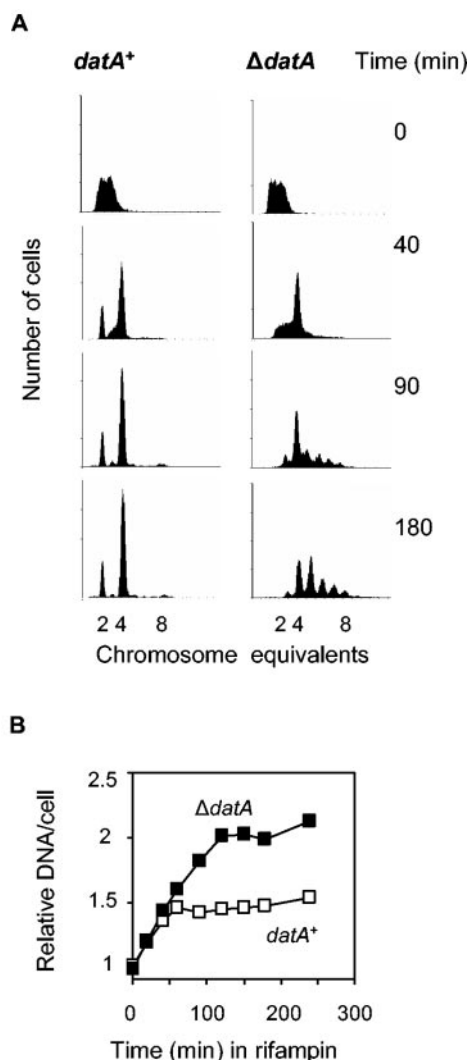 A
datA+ ΔdatA Time (min)
0
40
90
180
Number of cells
2 4 8 2 4 8
Chromosome equivalents
B
2.5
2
1.5
1
ΔdatA
datA+
Relative DNA/cell
0 100 200 300
Time (min) in rifampin